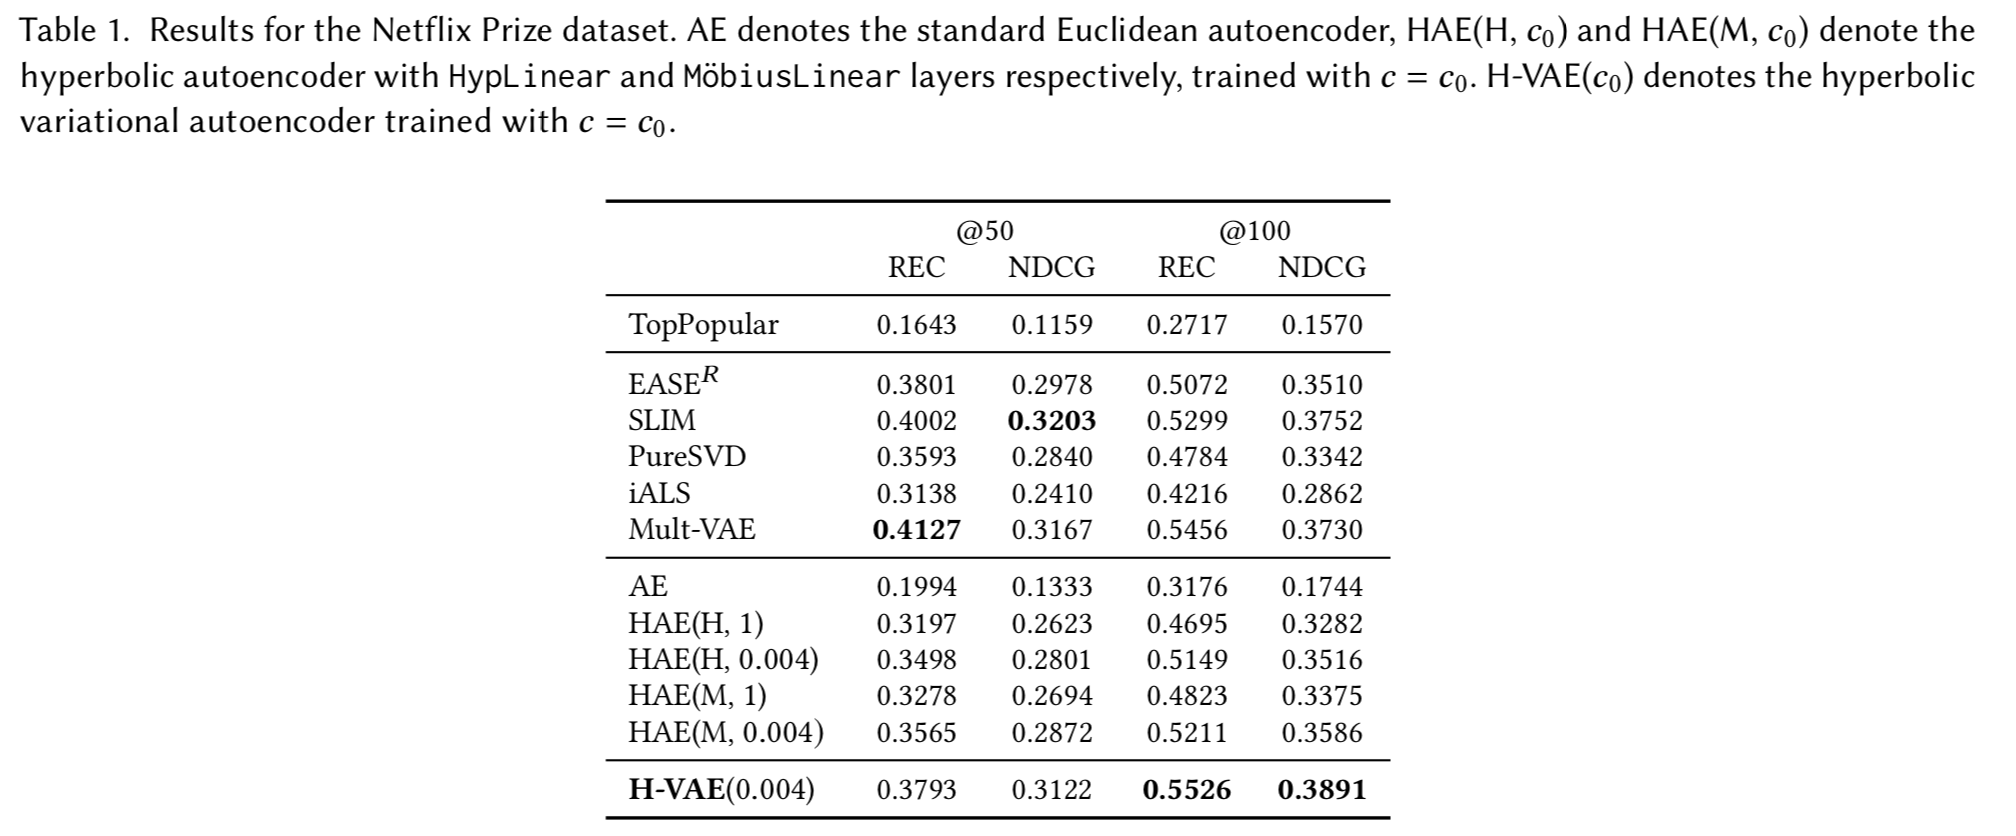 Table 1. Results for the Netflix Prize dataset. AE denotes the standard Euclidean autoencoder, HAE(H, c₀) and HAE(M, c₀) denote the
hyperbolic autoencoder with HypLinear and MöbiusLinear layers respectively, trained with c = c₀. H-VAE(c₀) denotes the hyperbolic
variational autoencoder trained with c = c₀.
@50 @100
REC NDCG REC NDCG
TopPopular 0.1643 0.1159 0.2717 0.1570
EASEᴿ 0.3801 0.2978 0.5072 0.3510
SLIM 0.4002 0.3203 0.5299 0.3752
PureSVD 0.3593 0.2840 0.4784 0.3342
iALS 0.3138 0.2410 0.4216 0.2862
Mult-VAE 0.4127 0.3167 0.5456 0.3730
AE 0.1994 0.1333 0.3176 0.1744
HAE(H, 1) 0.3197 0.2623 0.4695 0.3282
HAE(H, 0.004) 0.3498 0.2801 0.5149 0.3516
HAE(M, 1) 0.3278 0.2694 0.4823 0.3375
HAE(M, 0.004) 0.3565 0.2872 0.5211 0.3586
H-VAE(0.004) 0.3793 0.3122 0.5526 0.3891